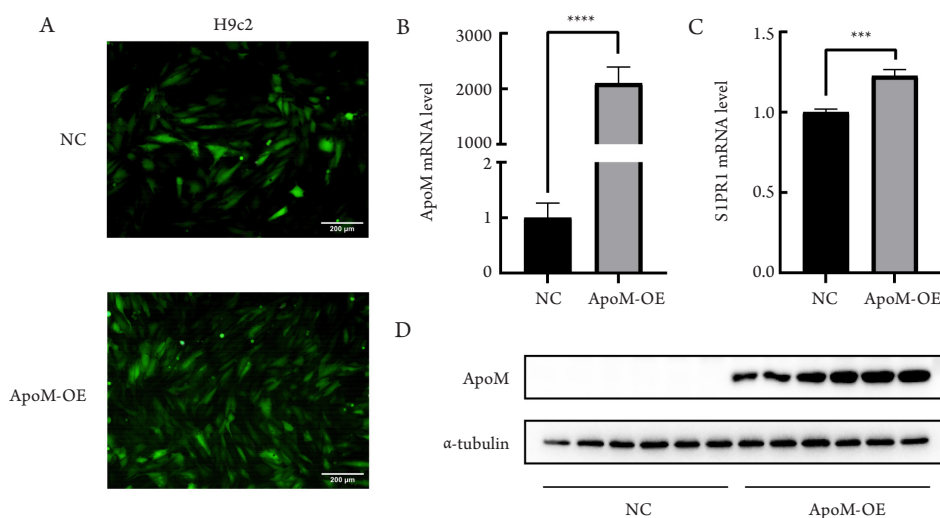 A
H9c2
NC
200 µm
ApoM-OE
200 µm
B
****
ApoM mRNA level
3000
2000
1000
2
1
0
NC
ApoM-OE
C
***
S1PR1 mRNA level
1.5
1.0
0.5
0.0
NC
ApoM-OE
D
ApoM
α-tubulin
NC
ApoM-OE